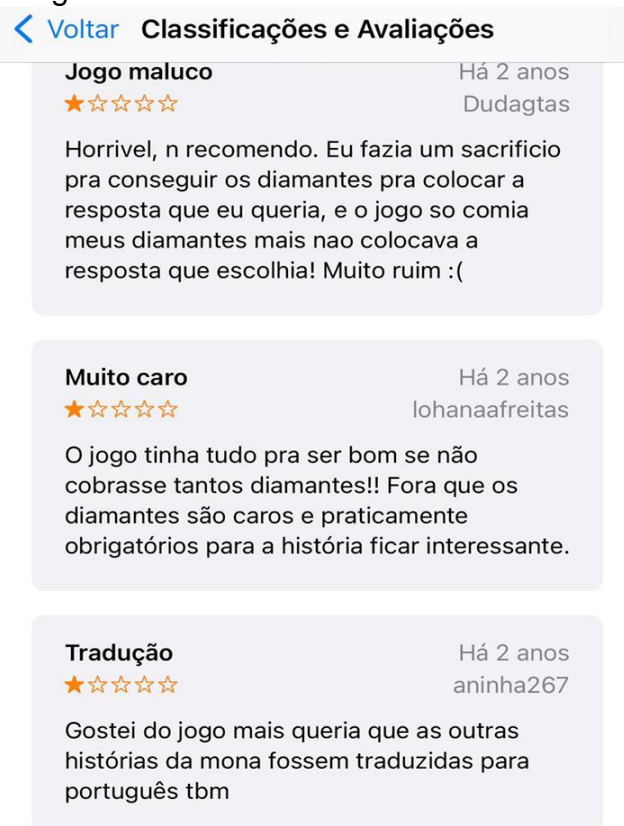 Voltar Classificações e Avaliações
Jogo maluco Há 2 anos
Dudagtas
Horrivel, n recomendo. Eu fazia um sacrificio
pra conseguir os diamantes pra colocar a
resposta que eu queria, e o jogo so comia
meus diamantes mais nao colocava a
resposta que escolhia! Muito ruim :(
Muito caro Há 2 anos
lohanaafreitas
O jogo tinha tudo pra ser bom se não
cobrasse tantos diamantes!! Fora que os
diamantes são caros e praticamente
obrigatórios para a história ficar interessante.
Tradução Há 2 anos
aninha267
Gostei do jogo mais queria que as outras
histórias da mona fossem traduzidas para
português tbm